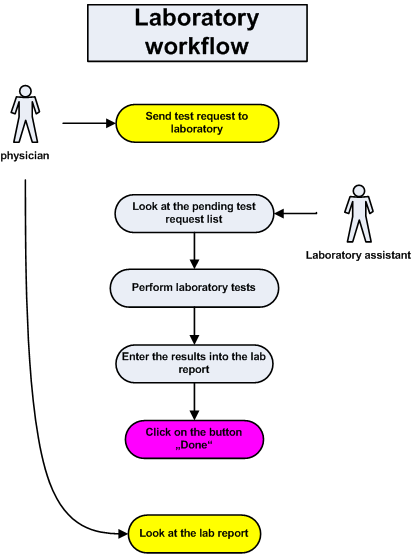 Laboratory
workflow
Send test request to
laboratory
physician
Look at the pending test
request list
Laboratory assistant
Perform laboratory tests
Enter the results into the lab
report
Click on the button
„Done“
Look at the lab report